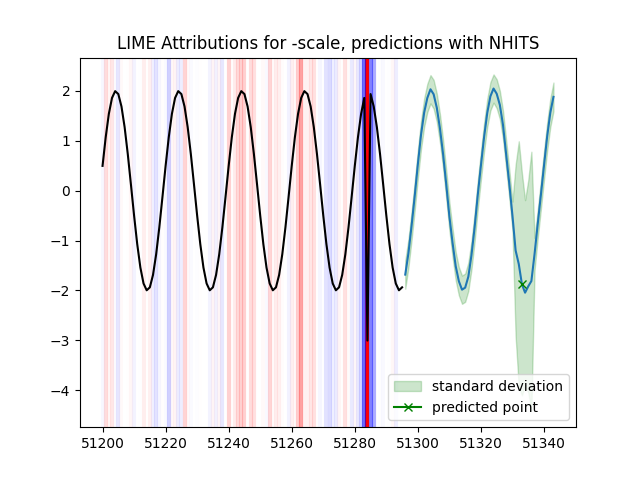 LIME Attributions for -scale, predictions with NHITS
2
1
0
−1
−2
−3
−4
standard deviation
predicted point
51200 51220 51240 51260 51280 51300 51320 51340